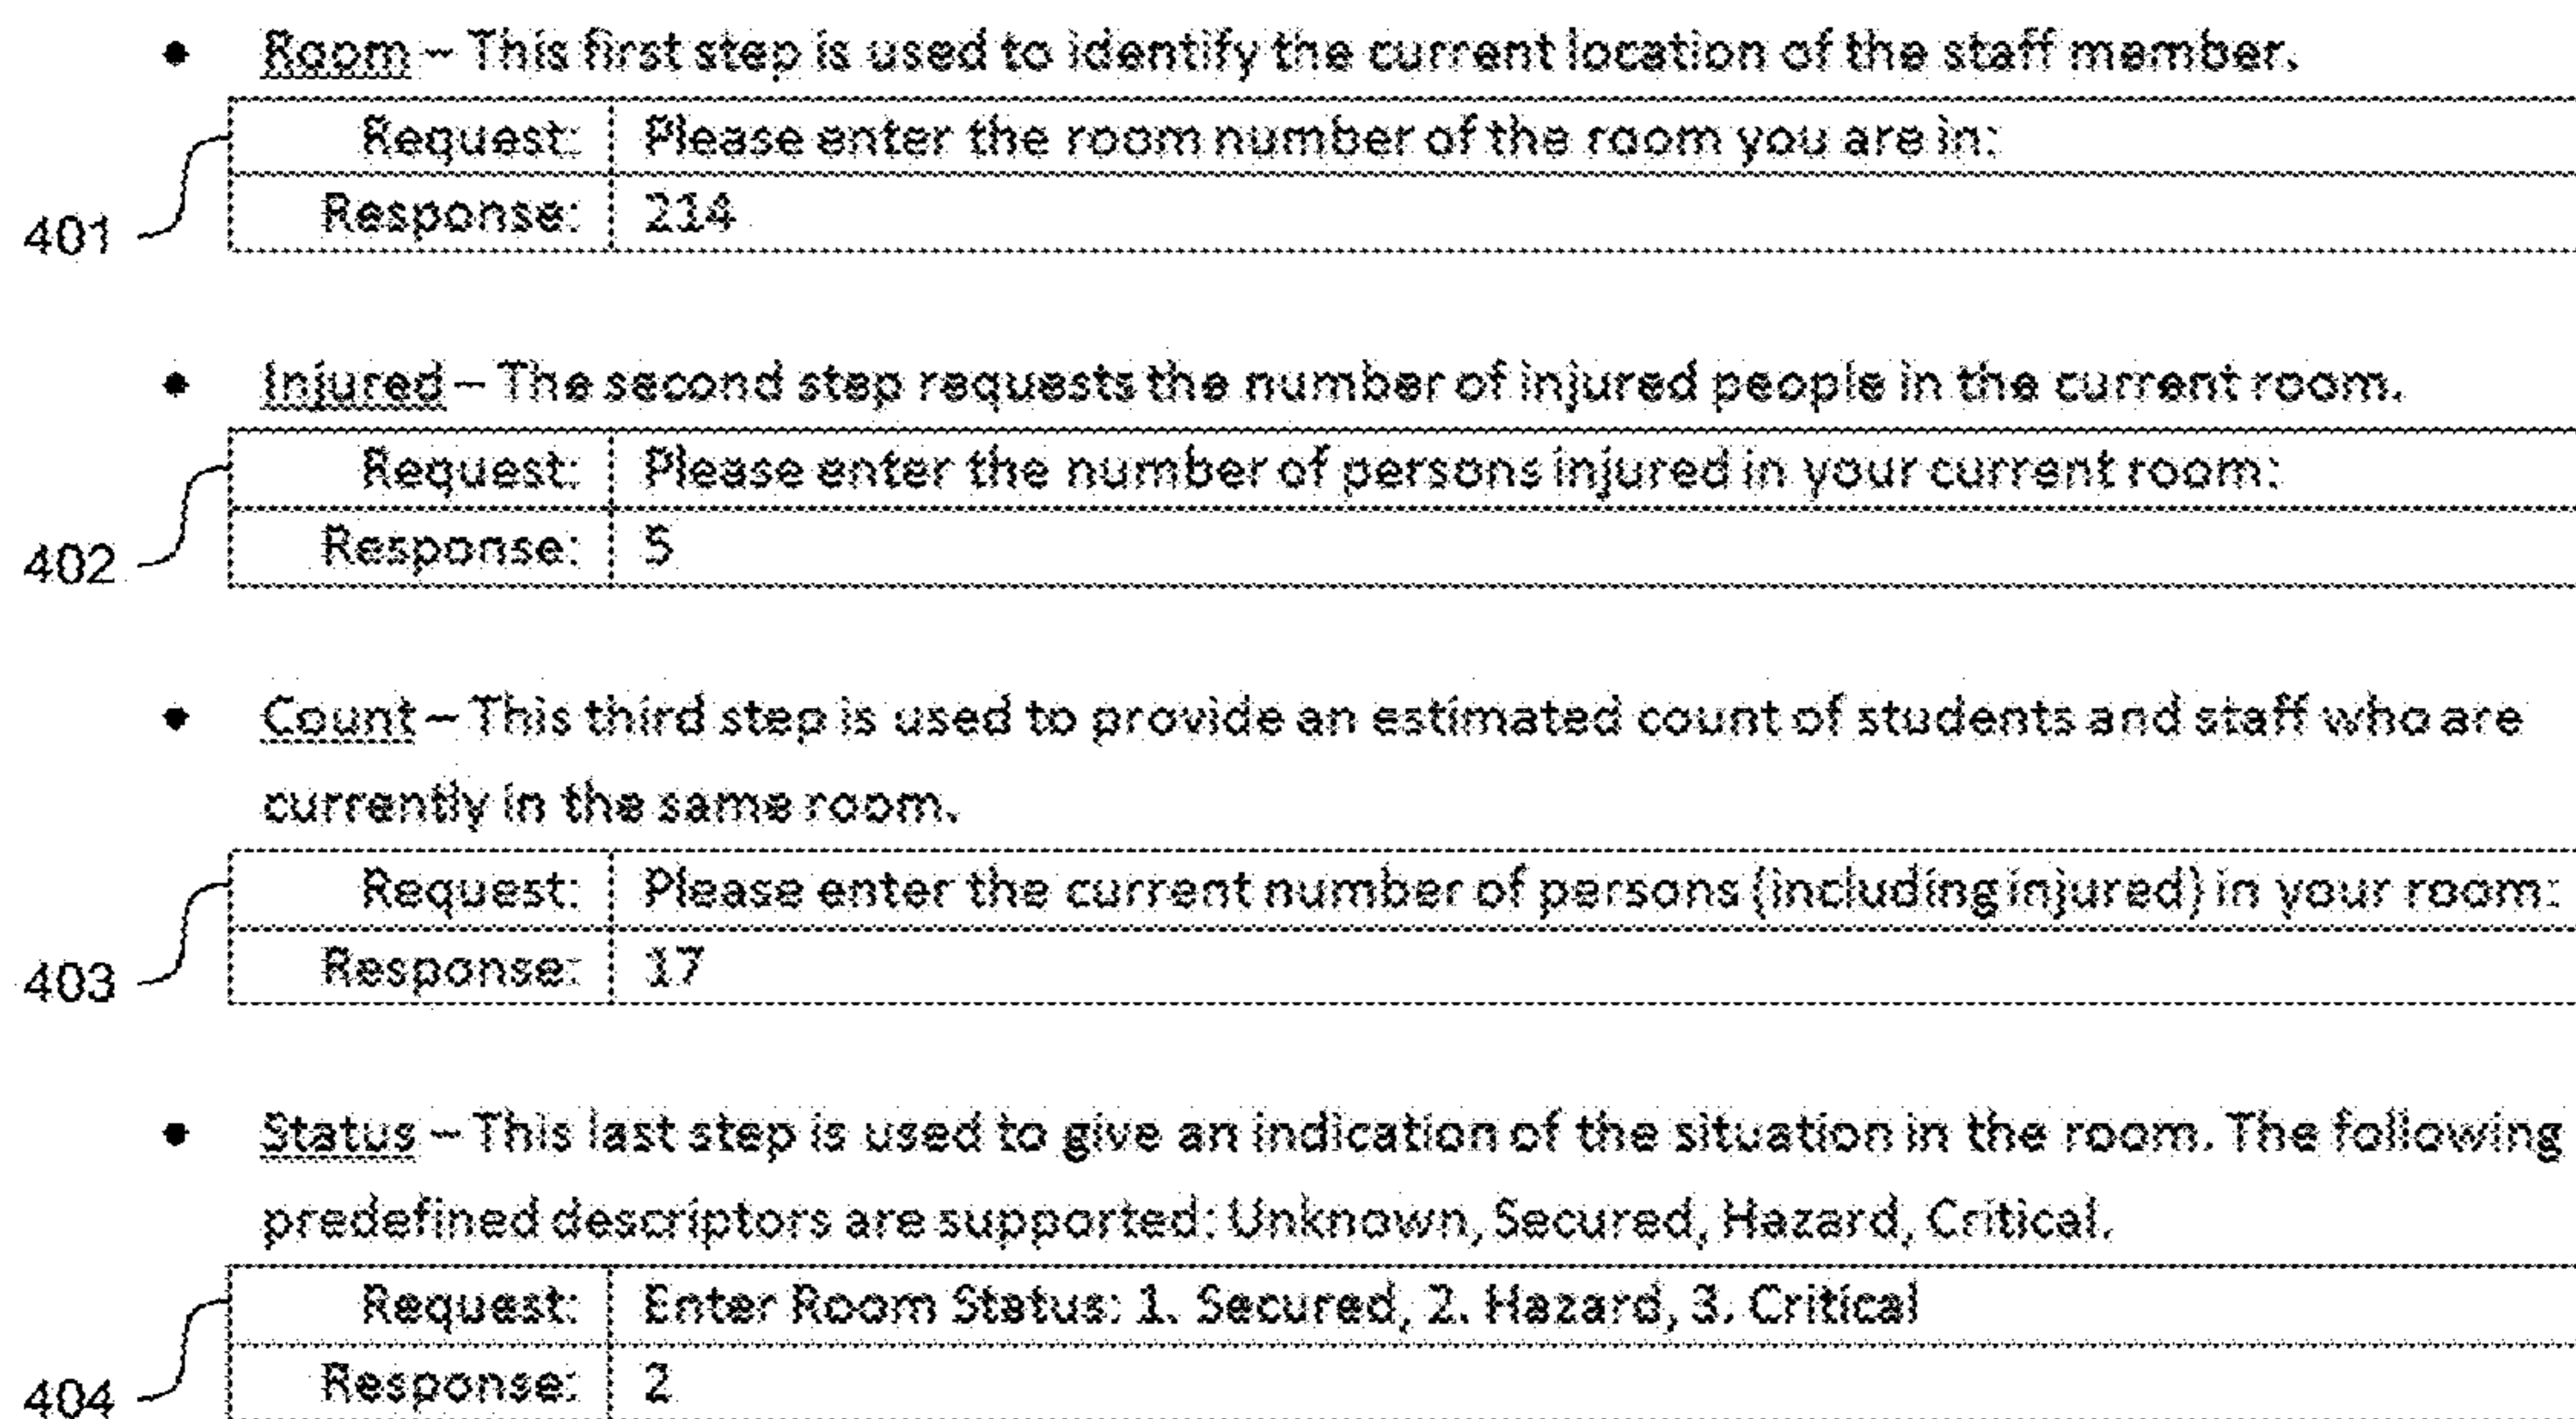 • Room – This first step is used to identify the current location of the staff member.
Request: Please enter the room number of the room you are in:
401 Response: 214
• Injured – The second step requests the number of injured people in the current room.
Request: Please enter the number of persons injured in your current room:
402 Response: 5
• Count – This third step is used to provide an estimated count of students and staff who are
currently in the same room.
Request: Please enter the current number of persons (including injured) in your room:
403 Response: 17
• Status – This last step is used to give an indication of the situation in the room. The following
predefined descriptors are supported: Unknown, Secured, Hazard, Critical.
Request: Enter Room Status: 1. Secured, 2. Hazard, 3. Critical
404 Response: 2